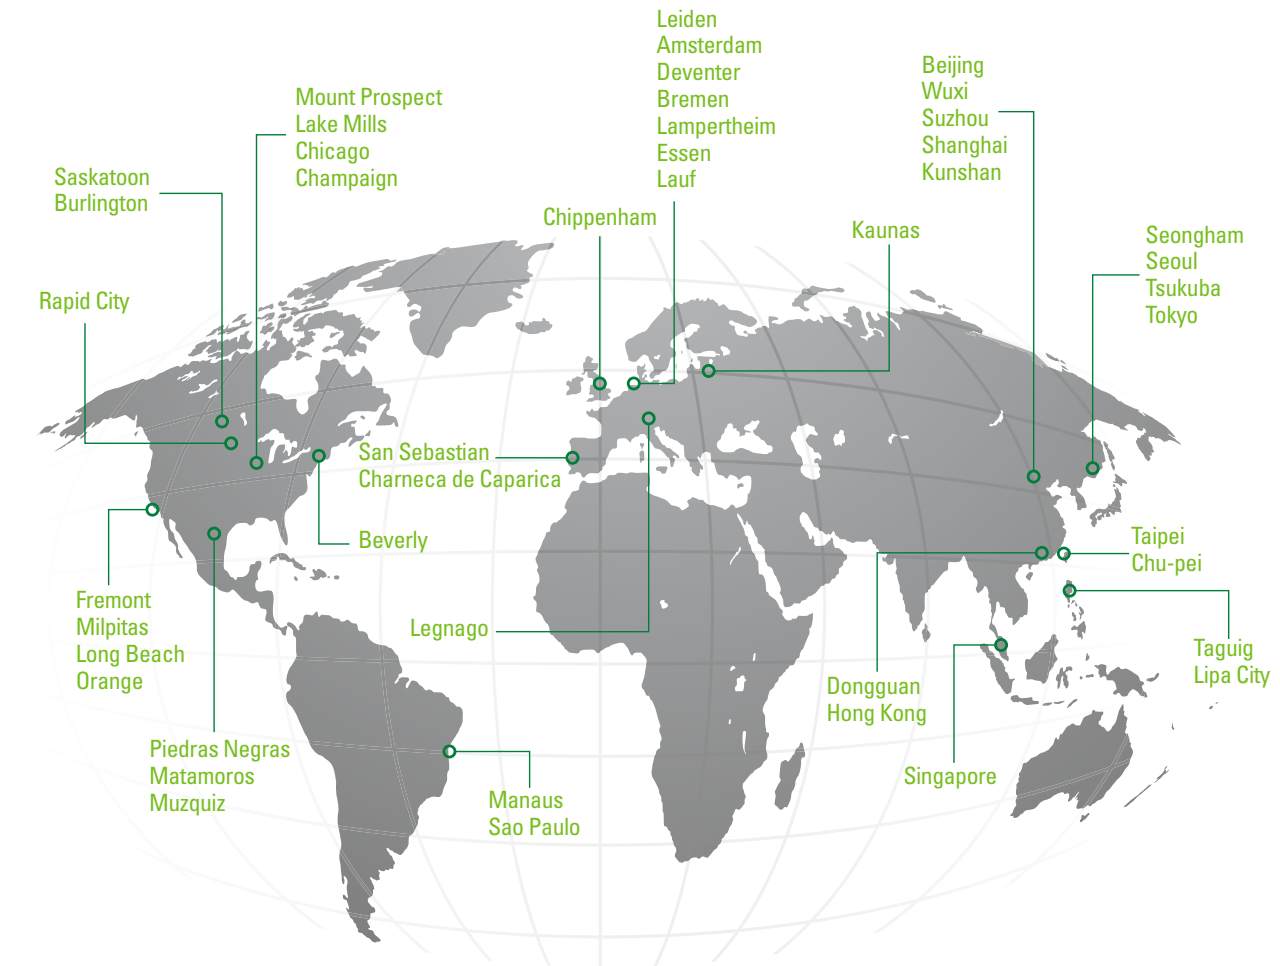 Leiden
Amsterdam
Deventer
Bremen
Lampertheim
Essen
Lauf
Beijing
Wuxi
Suzhou
Shanghai
Kunshan
Mount Prospect
Lake Mills
Chicago
Champaign
Saskatoon
Burlington
Chippenham
Kaunas
Seongham
Seoul
Tsukuba
Tokyo
Rapid City
San Sebastian
Charneca de Caparica
Beverly
Taipei
Chu-pei
Fremont
Milpitas
Long Beach
Orange
Legnago
Taguig
Lipa City
Dongguan
Hong Kong
Piedras Negras
Matamoros
Muzquiz
Singapore
Manaus
Sao Paulo